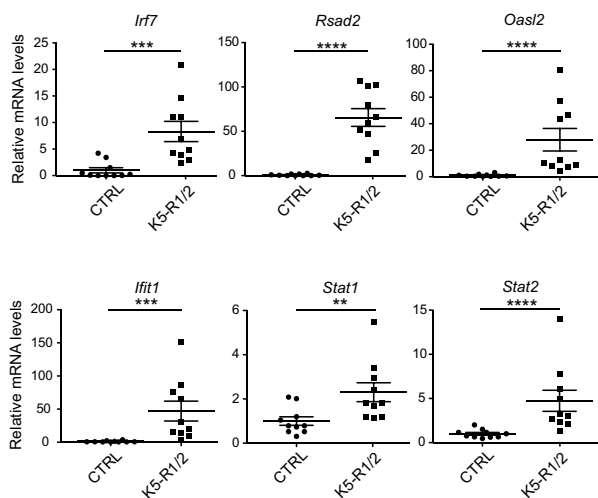 Irf7
***
Relative mRNA levels
25
20
15
10
5
0
CTRL
K5-R1/2
Rsad2
****
150
100
50
0
CTRL
K5-R1/2
Oasl2
****
100
80
60
40
20
0
CTRL
K5-R1/2
Ifit1
***
Relative mRNA levels
200
150
100
50
0
CTRL
K5-R1/2
Stat1
**
6
4
2
0
CTRL
K5-R1/2
Stat2
****
15
10
5
0
CTRL
K5-R1/2